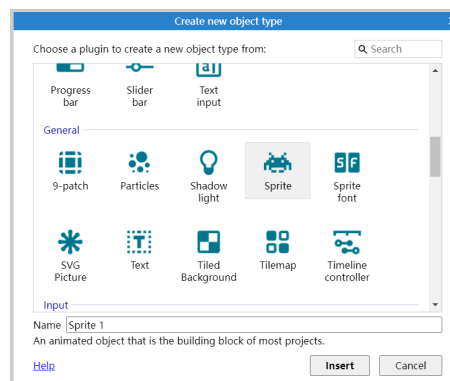 Create new object type
Choose a plugin to create a new object type from:
Search
Progress
bar
Slider
bar
Text
input
General
9-patch
Particles
Shadow
light
Sprite
Sprite
font
SVG
Picture
Text
Tiled
Background
Tilemap
Timeline
controller
Input
Name
Sprite 1
An animated object that is the building block of most projects.
Help
Insert
Cancel